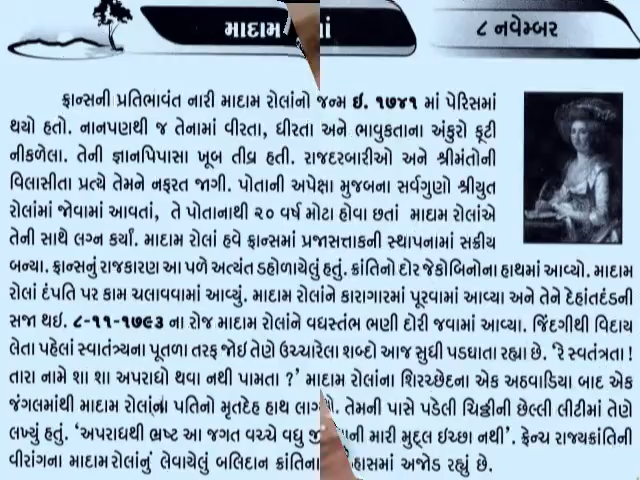 માદામ
૮ નવેમ્બર
ફ્રાન્સની પ્રતિભાવંત નારી માદામ રોલાંનો જન્મ ઇ. ૧૭૪૧ માં પેરિસમાં
થયો હતો. નાનપણથી જ તેનામાં વીરતા, ધીરતા અને ભાવુકતાના અંકુરો ફૂટી
નીકળેલા. તેની જ્ઞાનપિપાસા ખૂબ તીવ્ર હતી. રાજદરબારીઓ અને શ્રીમંતોની
વિલાસીતા પ્રત્યે તેમને નફરત જાગી. પોતાની અપેક્ષા મુજબના સર્વગુણો શ્રીયુત
રોલાંમાં જોવામાં આવતાં, તે પોતાનાથી ૨૦ વર્ષ મોટા હોવા છતાં માદામ રોલાંએ
તેની સાથે લગ્ન કર્યાં. માદામ રોલાં હવે ફ્રાન્સમાં પ્રજાસત્તાકની સ્થાપનામાં સક્રીય
બન્યા. ફ્રાન્સનું રાજકારણ આ પળે અત્યંત ડહોળાયેલું હતું. ક્રાંતિનો દોર જેકોબિનોના હાથમાં આવ્યો. માદામ
રોલાં દંપતિ પર કામ ચલાવવામાં આવ્યું. માદામ રોલાંને કારાગારમાં પૂરવામાં આવ્યા અને તેને દેહાંતદંડની
સજા થઇ. ૮-૧૧-૧૭૯૩ ના રોજ માદામ રોલાંને વધસ્તંભ ભણી દોરી જવામાં આવ્યા. જિંદગીથી વિદાય
લેતા પહેલાં સ્વાતંત્ર્યના પૂતળા તરફ જોઇ તેણે ઉચ્ચારેલા શબ્દો આજ સુધી પડઘાતા રહ્યા છે. ‘રે સ્વતંત્રતા !
તારા નામે શા શા અપરાધો થવા નથી પામતા ?’ માદામ રોલાંના શિરચ્છેદના એક અઠવાડિયા બાદ એક
જંગલમાંથી માદામ રોલાંના પતિનો મૃતદેહ હાથ તેમની પાસે પડેલી ચિઠ્ઠીની છેલ્લી લીટીમાં તેણે
લખ્યું હતું. ‘અપરાધથી ભ્રષ્ટ આ જગત વચ્ચે વધુ મારી મુદ્દલ ઇચ્છા નથી’. ફ્રેન્ચ રાજ્યક્રાંતિની
વીરાંગના માદામ રોલાંનું લેવાયેલું બલિદાન ક્રાંતિના અજોડ રહ્યું છે.